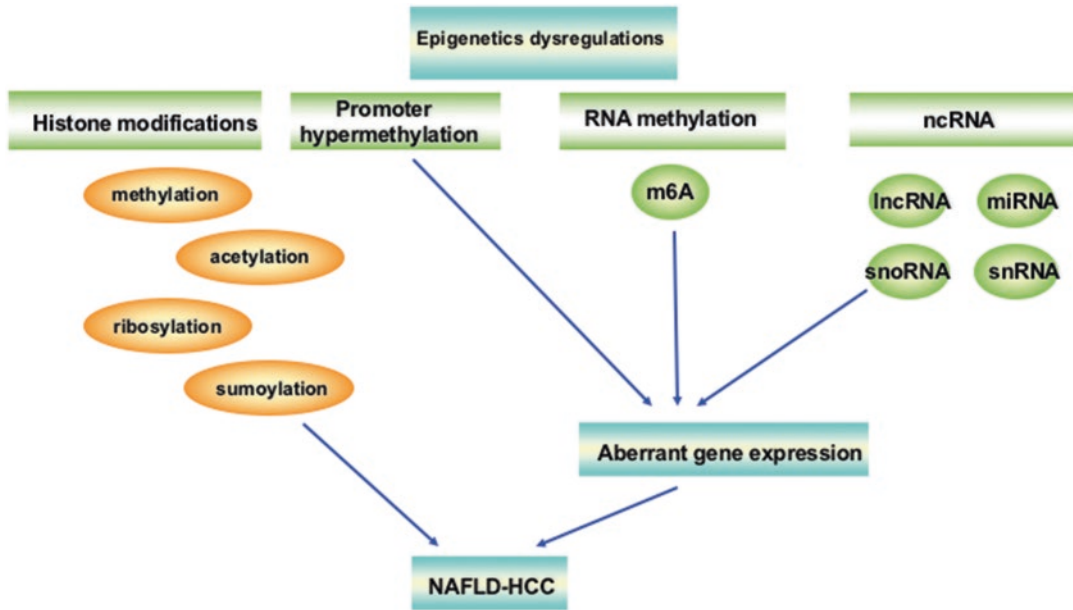 Epigenetics dysregulations
Histone modifications
Promoter
hypermethylation
RNA methylation
ncRNA
methylation
acetylation
ribosylation
sumoylation
m6A
lncRNA
miRNA
snoRNA
snRNA
Aberrant gene expression
NAFLD-HCC